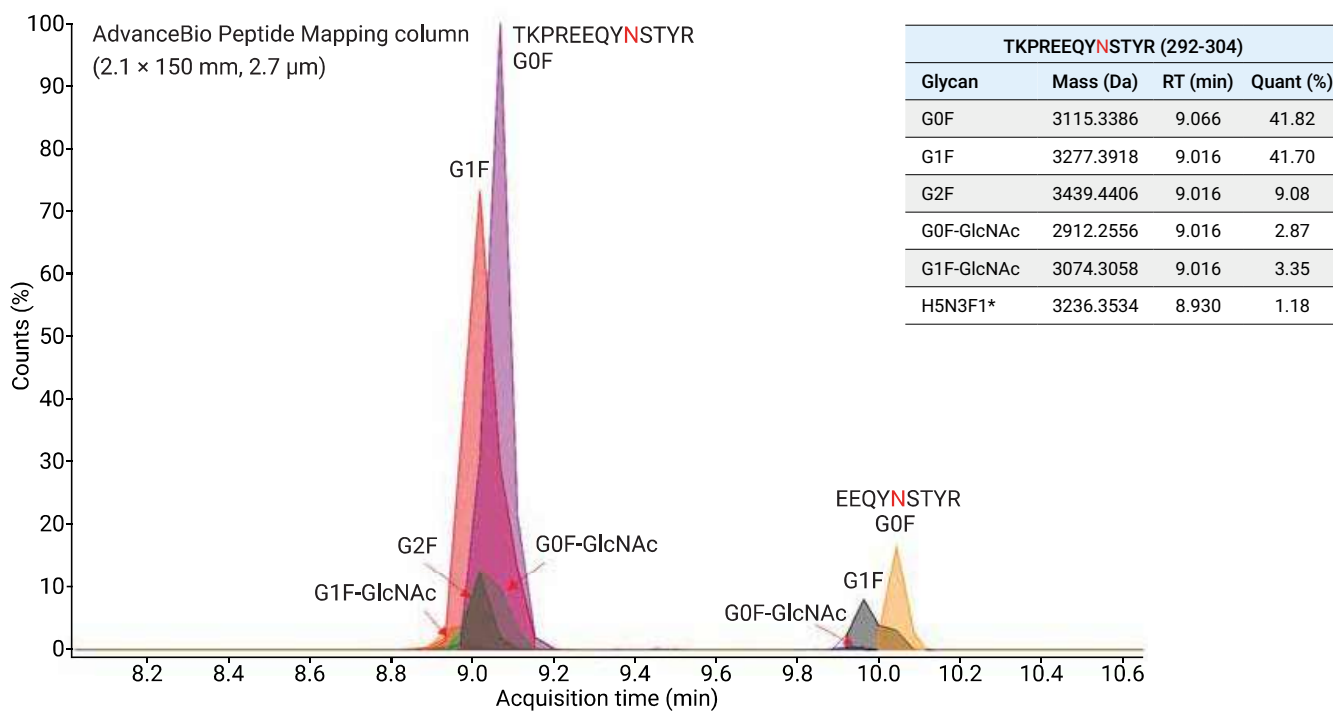 AdvanceBio Peptide Mapping column
(2.1 × 150 mm, 2.7 µm)
TKPREEQYNSTYR
G0F
G1F
G2F
G0F-GlcNAc
G1F-GlcNAc
EEQYNSTYR
G0F
G1F
G0F-GlcNAc
Counts (%)
100
90
80
70
60
50
40
30
20
10
0
8.2 8.4 8.6 8.8 9.0 9.2 9.4 9.6 9.8 10.0 10.2 10.4 10.6
Acquisition time (min)
TKPREEQYNSTYR (292-304)
Glycan Mass (Da) RT (min) Quant (%)
G0F 3115.3386 9.066 41.82
G1F 3277.3918 9.016 41.70
G2F 3439.4406 9.016 9.08
G0F-GlcNAc 2912.2556 9.016 2.87
G1F-GlcNAc 3074.3058 9.016 3.35
H5N3F1* 3236.3534 8.930 1.18